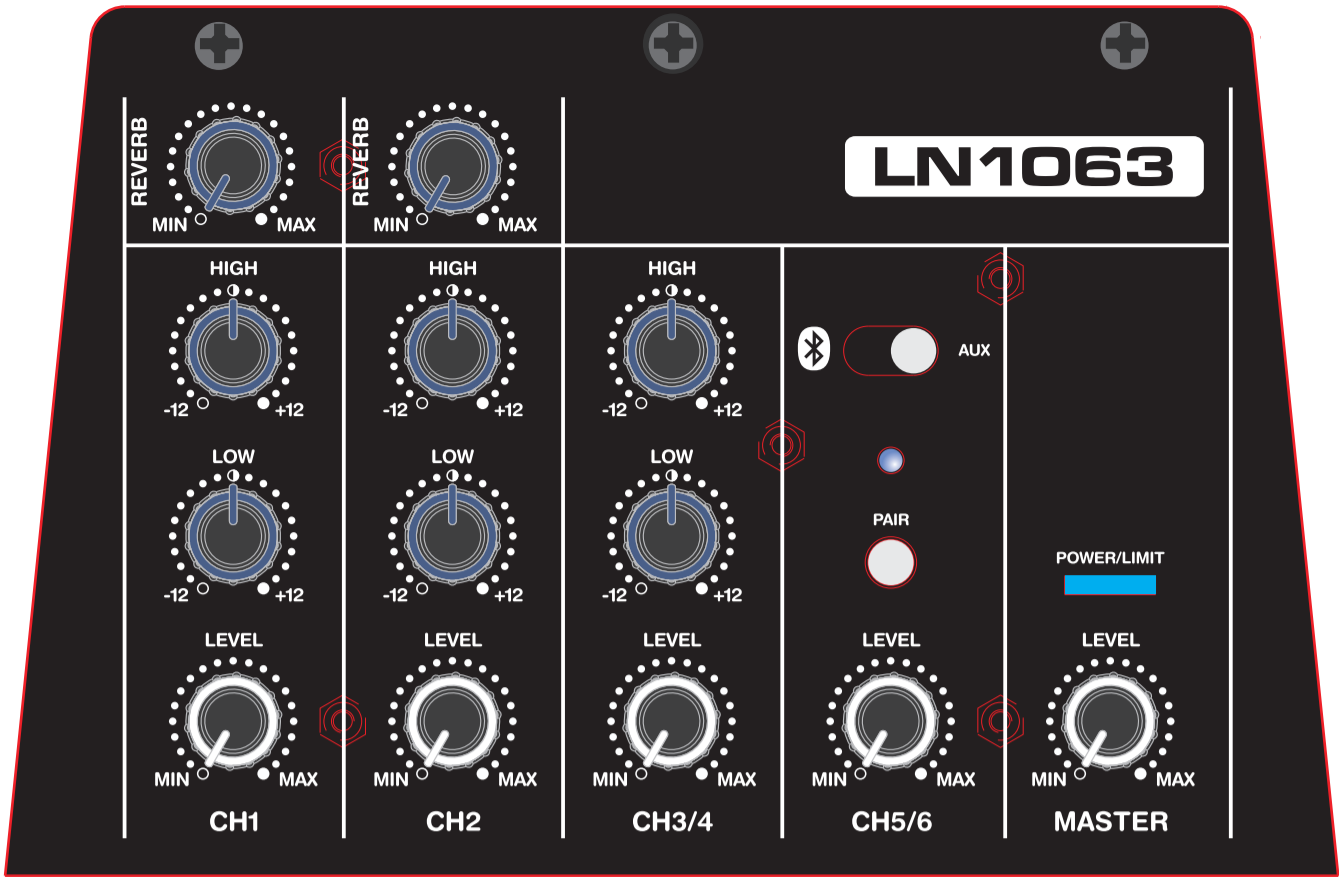 LN1063
REVERB
MIN MAX
REVERB
MIN MAX
HIGH
-12 +12
HIGH
-12 +12
HIGH
-12 +12
AUX
LOW
-12 +12
LOW
-12 +12
LOW
-12 +12
PAIR
POWER/LIMIT
LEVEL
MIN MAX
CH1
LEVEL
MIN MAX
CH2
LEVEL
MIN MAX
CH3/4
LEVEL
MIN MAX
CH5/6
LEVEL
MIN MAX
MASTER